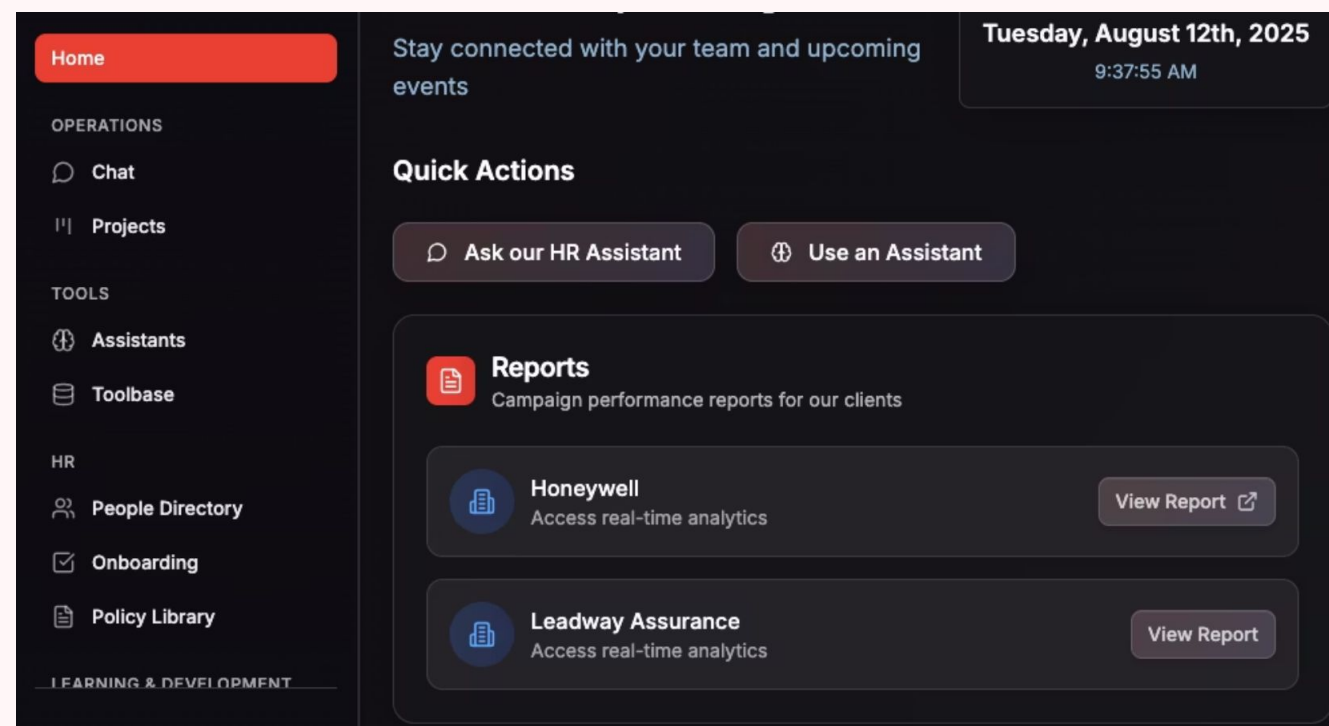 Home
OPERATIONS
Chat
Projects
TOOLS
Assistants
Toolbase
HR
People Directory
Onboarding
Policy Library
LEARNING & DEVELOPMENT
Stay connected with your team and upcoming
events
Tuesday, August 12th, 2025
9:37:55 AM
Quick Actions
Ask our HR Assistant
Use an Assistant
Reports
Campaign performance reports for our clients
Honeywell
Access real-time analytics
View Report
Leadway Assurance
Access real-time analytics
View Report